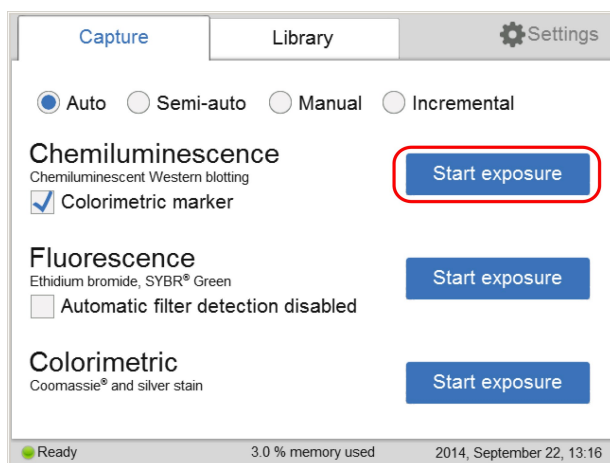 Capture Library Settings
Auto Semi-auto Manual Incremental
Chemiluminescence
Chemiluminescent Western blotting
Start exposure
Colorimetric marker
Fluorescence
Ethidium bromide, SYBR® Green
Start exposure
Automatic filter detection disabled
Colorimetric
Coomassie® and silver stain
Start exposure
Ready 3.0 % memory used 2014, September 22, 13:16